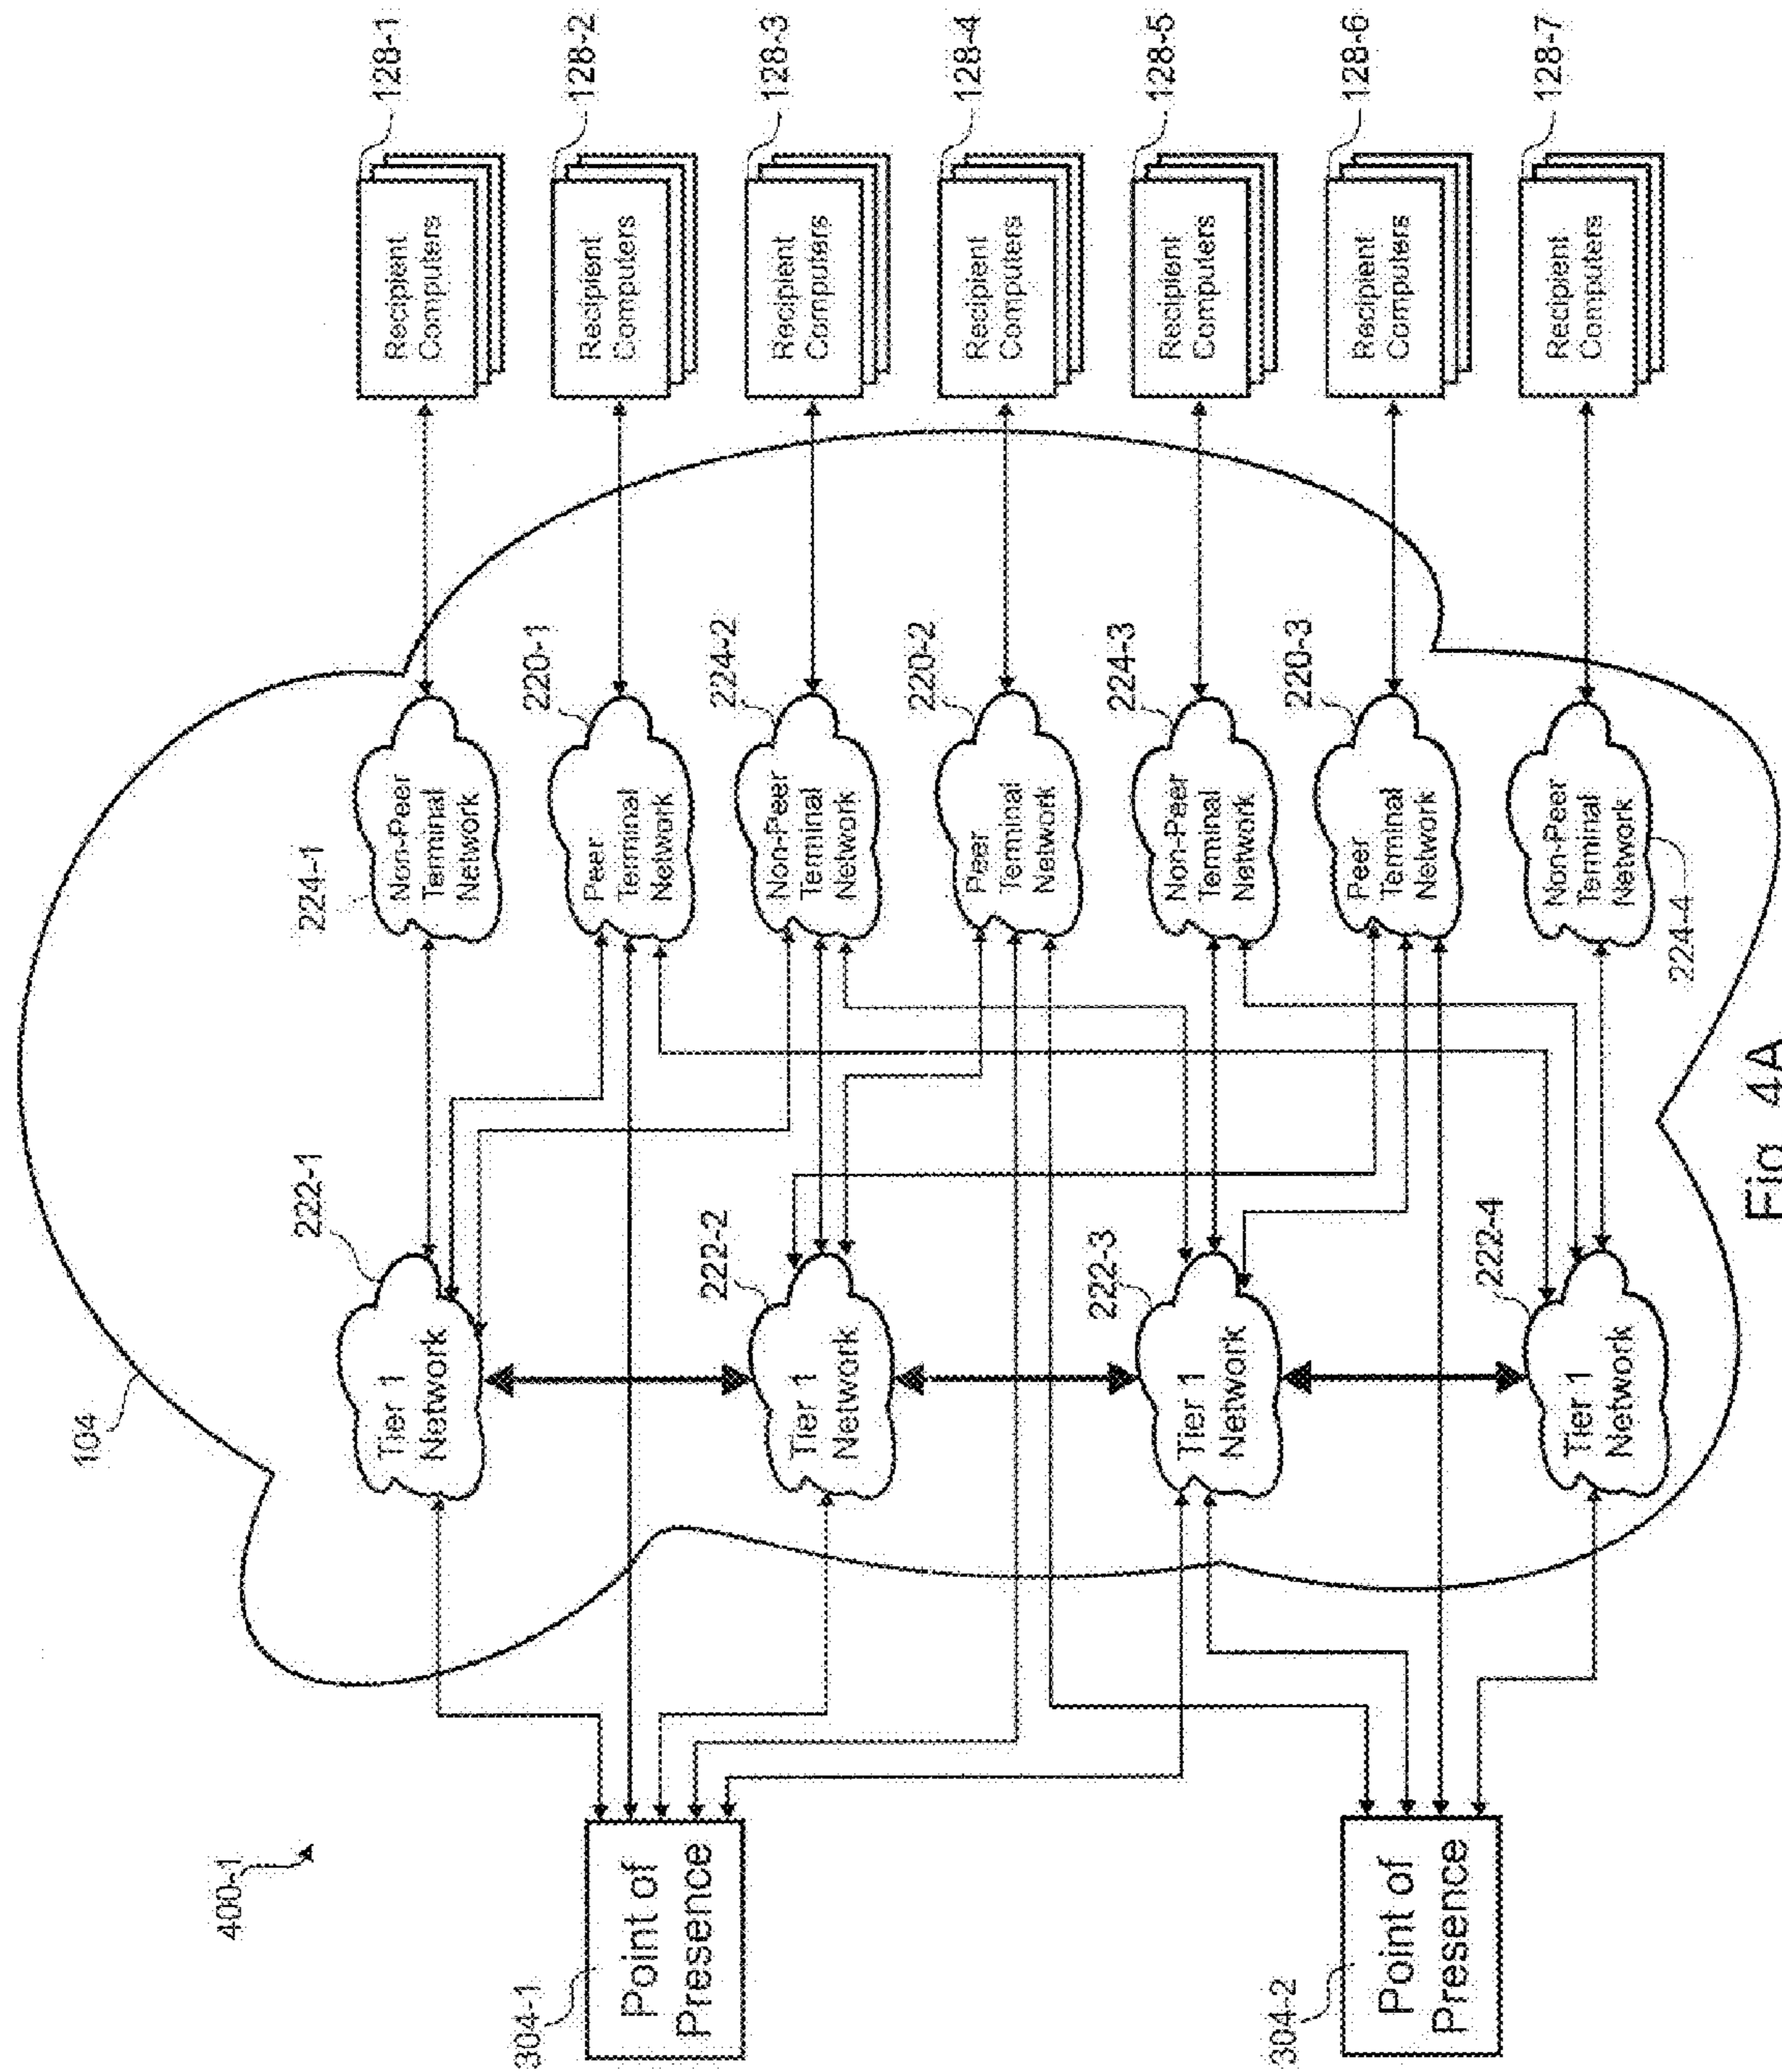 400-1
104
304-1
Point of
Presence
304-2
Point of
Presence
222-1
Tier 1
Network
222-2
Tier 1
Network
222-3
Tier 1
Network
222-4
Tier 1
Network
224-1
Non-Peer
Terminal
Network
220-1
Peer
Terminal
Network
224-2
Non-Peer
Terminal
Network
220-2
Peer
Terminal
Network
224-3
Non-Peer
Terminal
Network
220-3
Peer
Terminal
Network
224-4
Non-Peer
Terminal
Network
128-1
Recipient
Computers
128-2
Recipient
Computers
128-3
Recipient
Computers
128-4
Recipient
Computers
128-5
Recipient
Computers
128-6
Recipient
Computers
128-7
Recipient
Computers
Fig. 4A